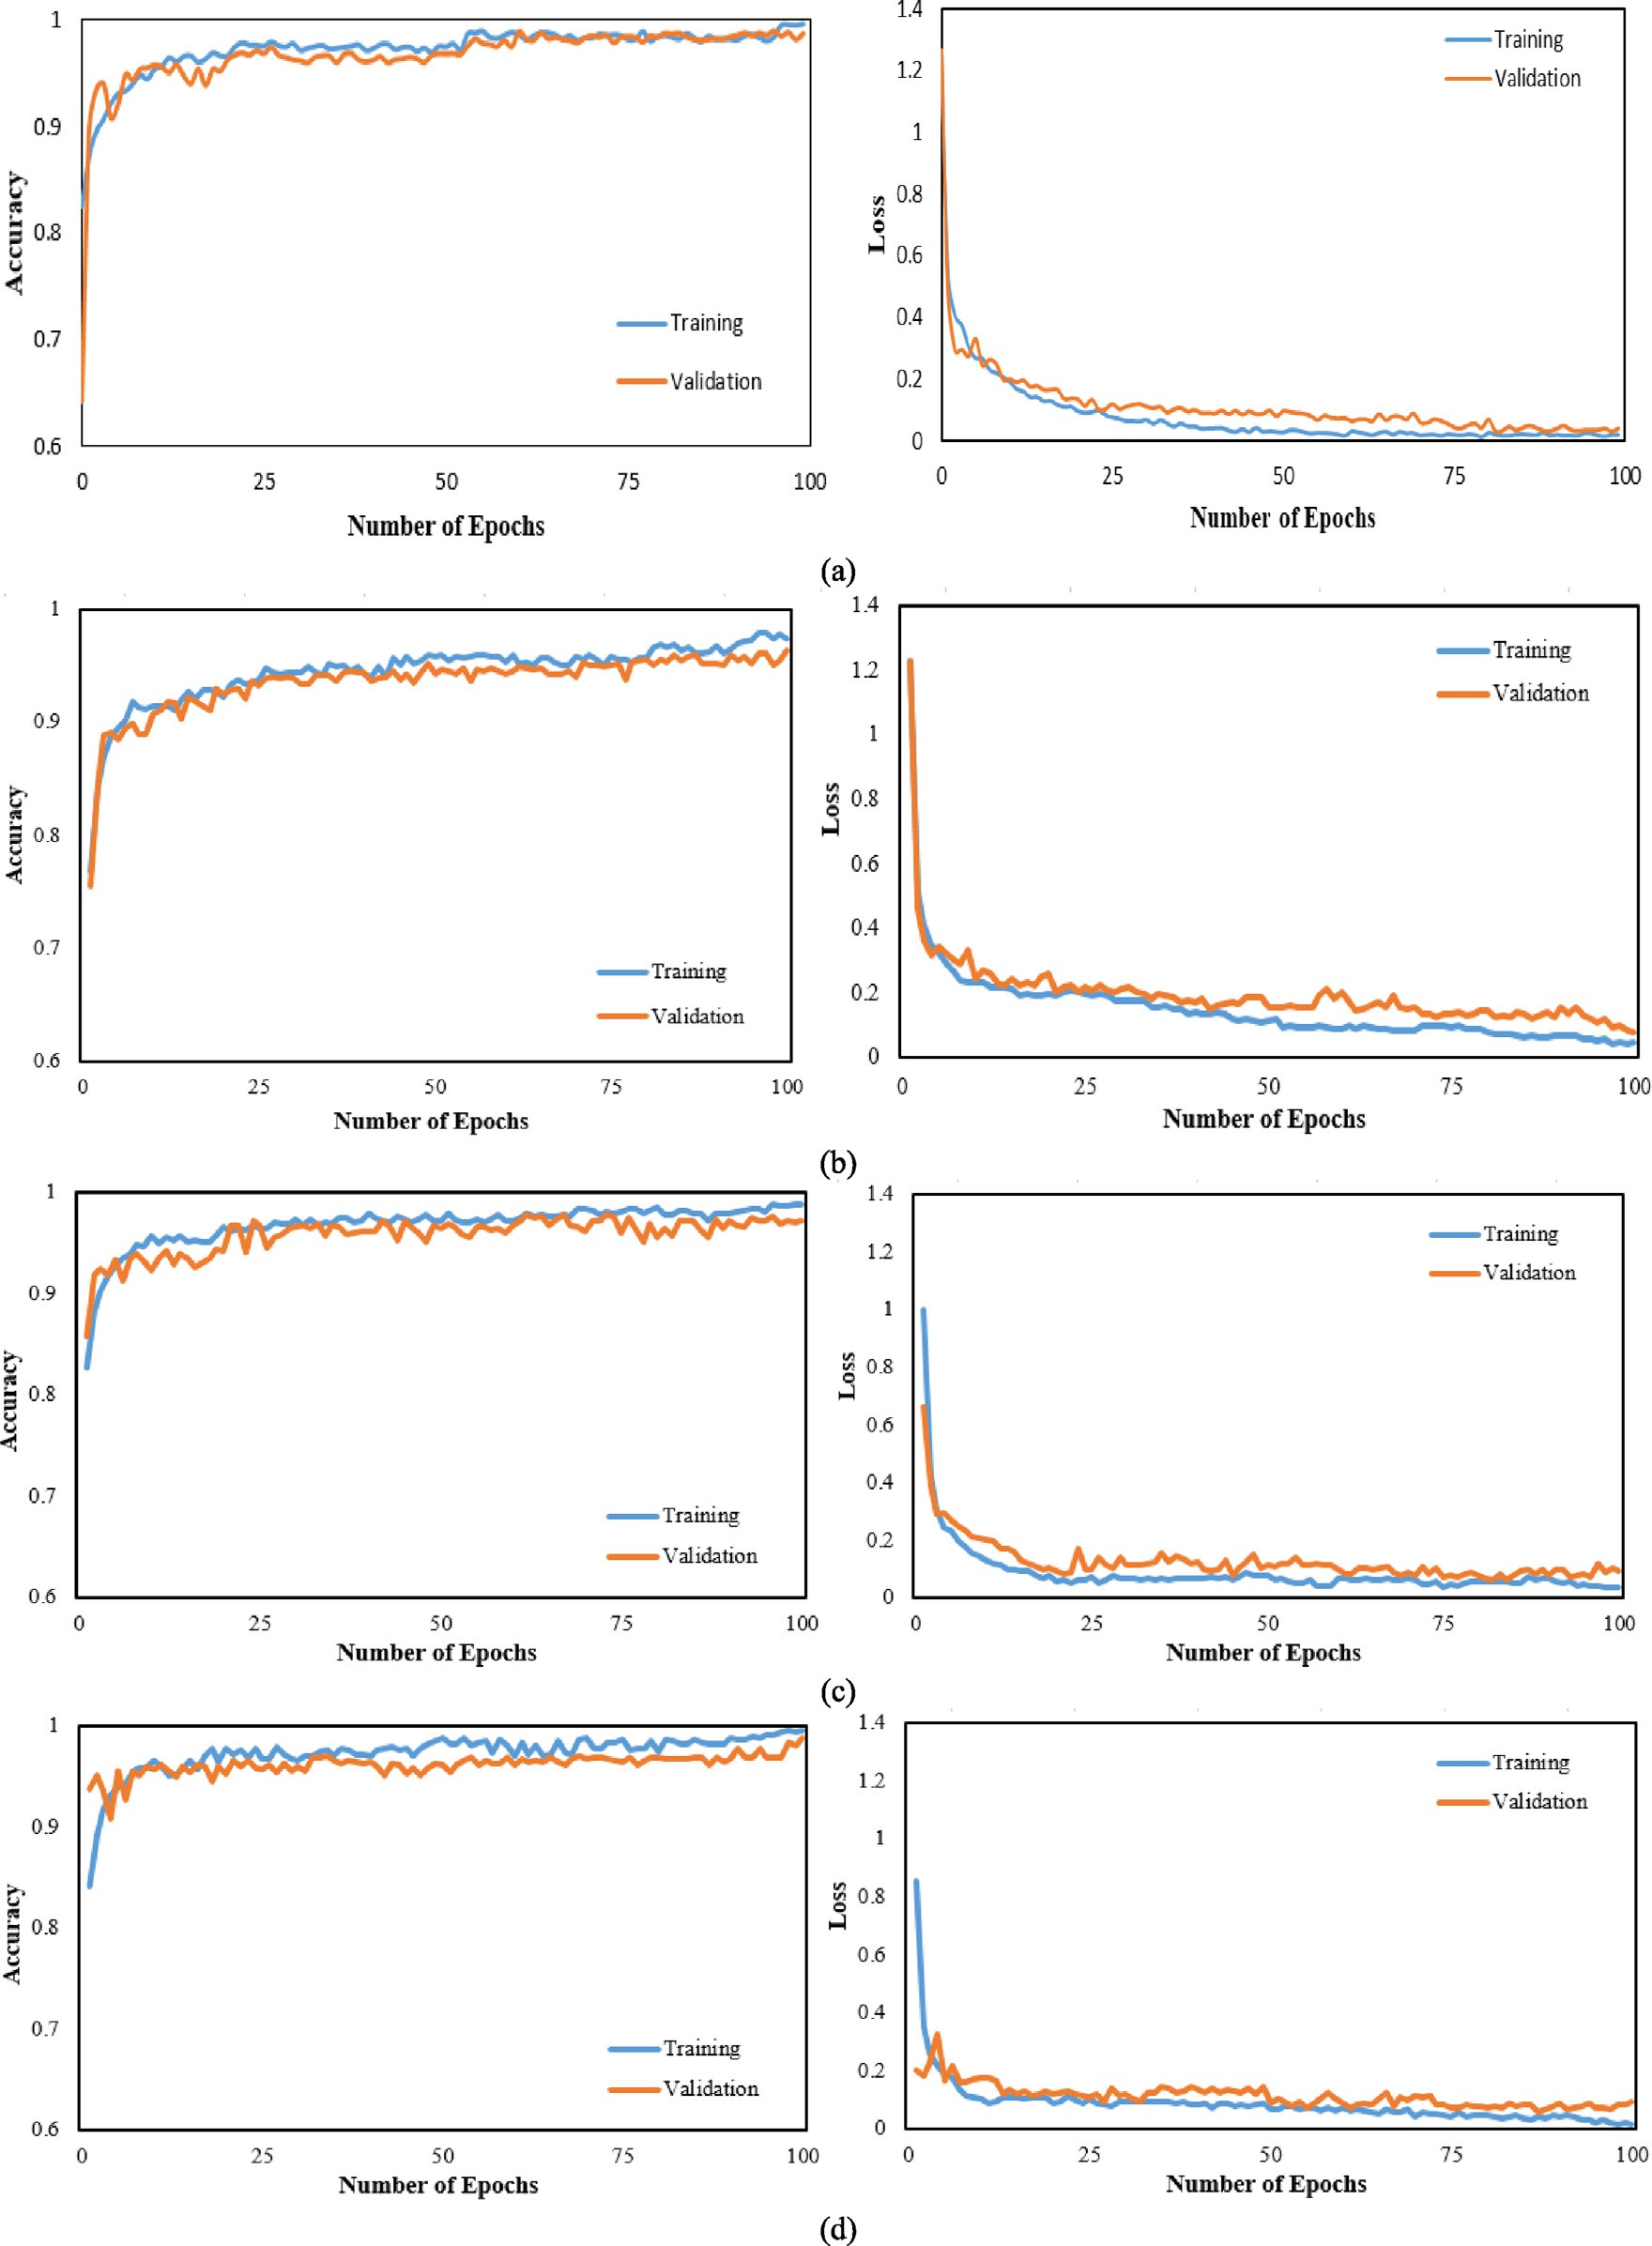 1
0.9
0.8
0.7
0.6
Accuracy
Training
Validation
0 25 50 75 100
Number of Epochs
1.4
1.2
1
0.8
0.6
0.4
0.2
0
Loss
Training
Validation
0 25 50 75 100
Number of Epochs
(a)
1
0.9
0.8
0.7
0.6
Accuracy
Training
Validation
0 25 50 75 100
Number of Epochs
1.4
1.2
1
0.8
0.6
0.4
0.2
0
Loss
Training
Validation
0 25 50 75 100
Number of Epochs
(b)
1
0.9
0.8
0.7
0.6
Accuracy
Training
Validation
0 25 50 75 100
Number of Epochs
1.4
1.2
1
0.8
0.6
0.4
0.2
0
Loss
Training
Validation
0 25 50 75 100
Number of Epochs
(c)
1
0.9
0.8
0.7
0.6
Accuracy
Training
Validation
0 25 50 75 100
Number of Epochs
1.4
1.2
1
0.8
0.6
0.4
0.2
0
Loss
Training
Validation
0 25 50 75 100
Number of Epochs
(d)